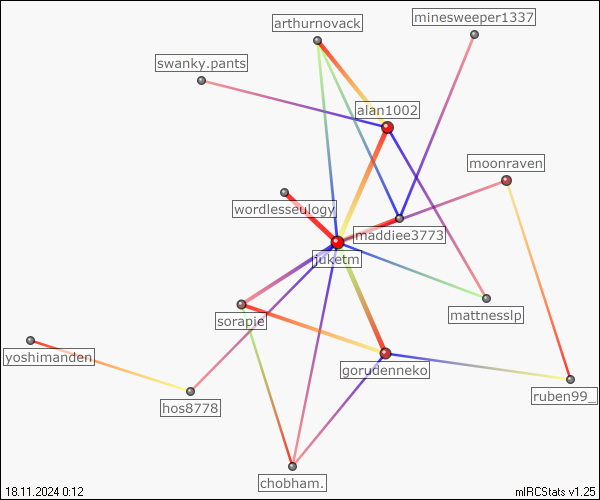 minesweeper1337
arthurnovack
swanky.pants
alan1002
moonraven
wordlesseulogy
maddiee3773
juketm
mattnesslp
sorapie
yoshimanden
gorudenneko
ruben99_
hos8778
chobham.
18.11.2024 0:12
mIRCStats v1.25